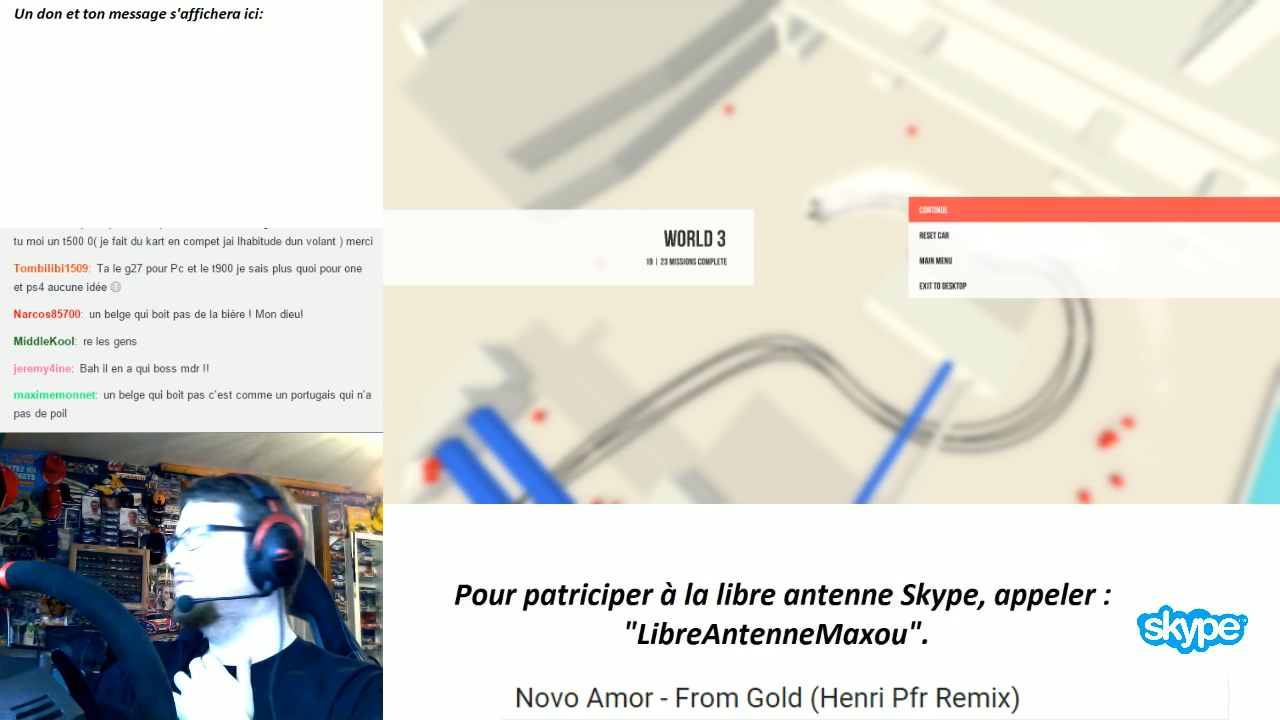 Un don et ton message s'affichera ici:
tu moi un t500 0( je fait du kart en compet jai lhabitude dun volant ) merci
Tombilibi1509: Ta le g27 pour Pc et le t900 je sais plus quoi pour one
et ps4 aucune idée
Narcos85700: un belge qui boit pas de la bière ! Mon dieu!
MiddleKool: re les gens
jeremy4ine: Bah il en a qui boss mdr !!
maximemonnet: un belge qui boit pas c'est comme un portugais qui n'a
pas de poil
WORLD 3
19 | 23 MISSIONS COMPLETE
CONTINUE
RESET CAR
MAIN MENU
EXIT TO DESKTOP
Pour patriciper à la libre antenne Skype, appeler :
"LibreAntenneMaxou".
skype
Novo Amor - From Gold (Henri Pfr Remix)